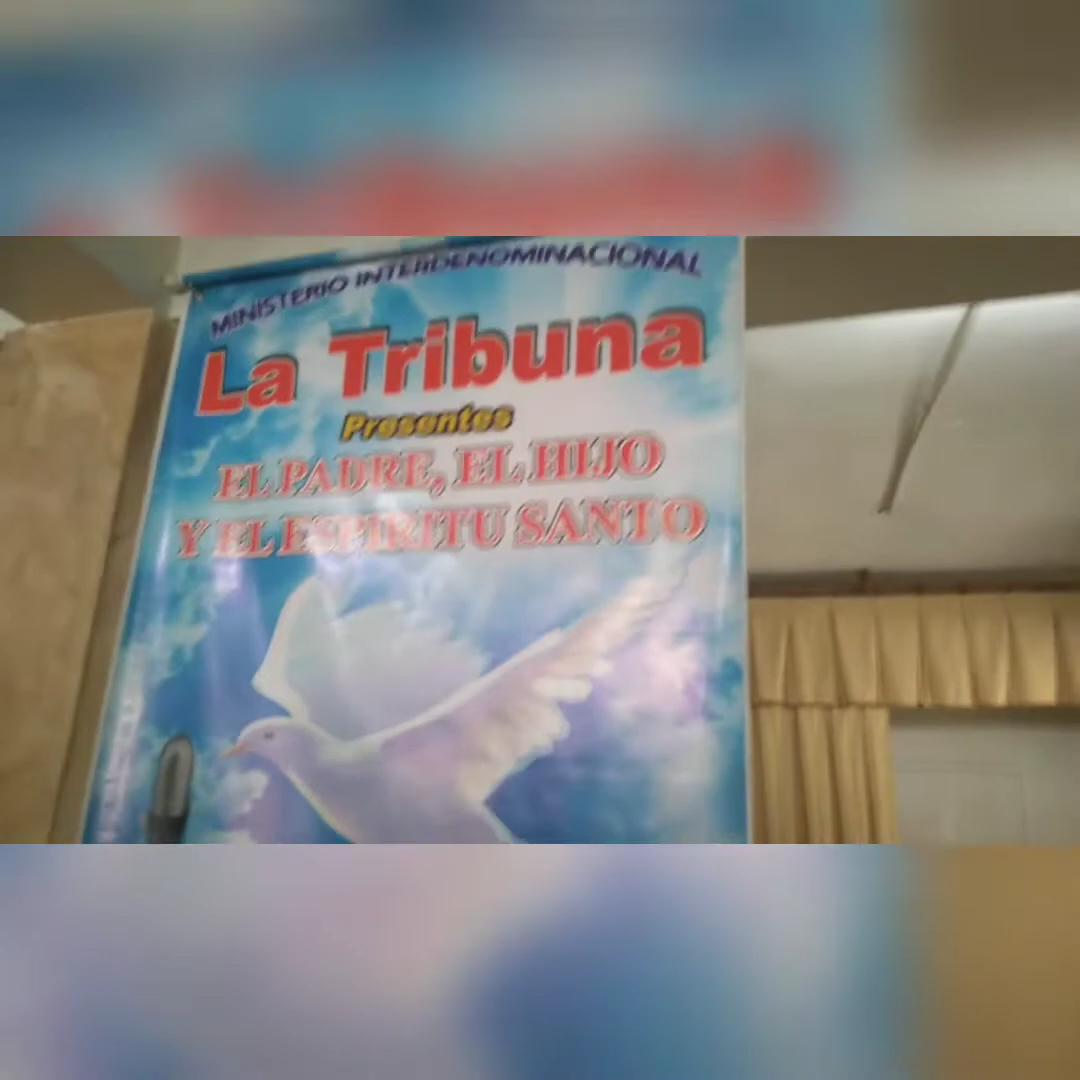 MINISTERIO INTERDENOMINACIONAL
La Tribuna
Presentes
EL PADRE, EL HIJO
Y EL ESPIRITU SANTO